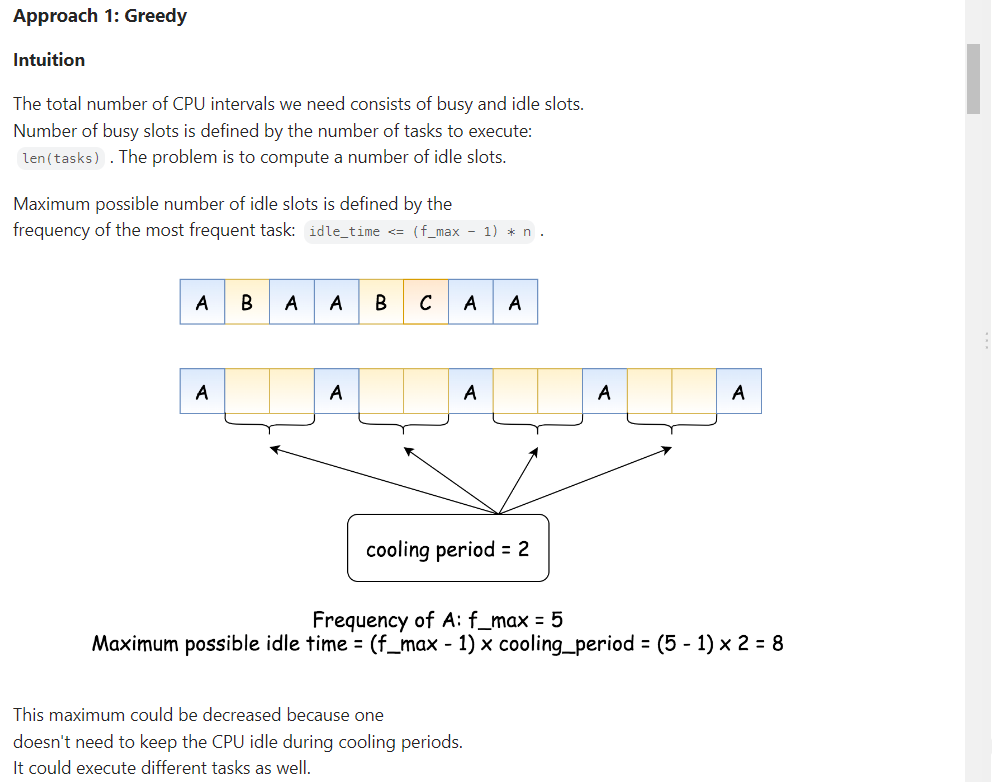 Approach 1: Greedy
Intuition
The total number of CPU intervals we need consists of busy and idle slots.
Number of busy slots is defined by the number of tasks to execute:
len(tasks) . The problem is to compute a number of idle slots.
Maximum possible number of idle slots is defined by the
frequency of the most frequent task: idle_time <= (f_max - 1) * n .
A B A A B C A A
A A A A A
cooling period = 2
Frequency of A: f_max = 5
Maximum possible idle time = (f_max - 1) x cooling_period = (5 - 1) x 2 = 8
This maximum could be decreased because one
doesn't need to keep the CPU idle during cooling periods.
It could execute different tasks as well.